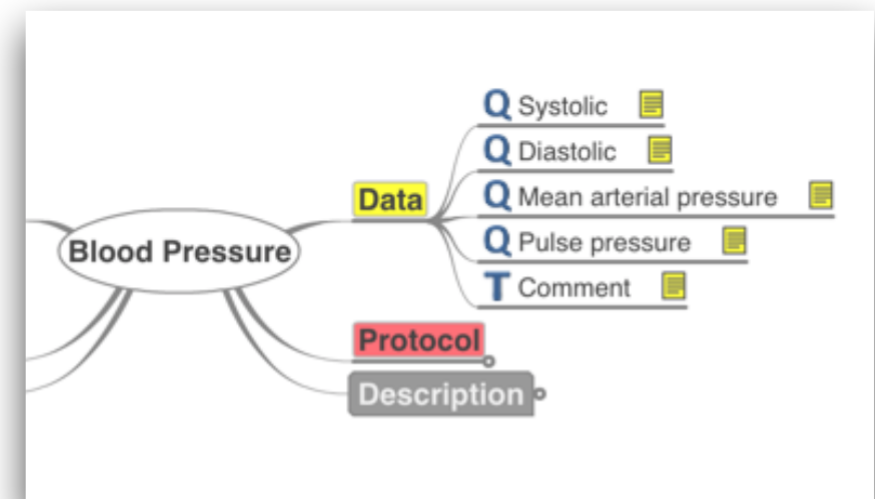 Q Systolic
Q Diastolic
Data
Q Mean arterial pressure
Q Pulse pressure
Blood Pressure
T Comment
Protocol
Description